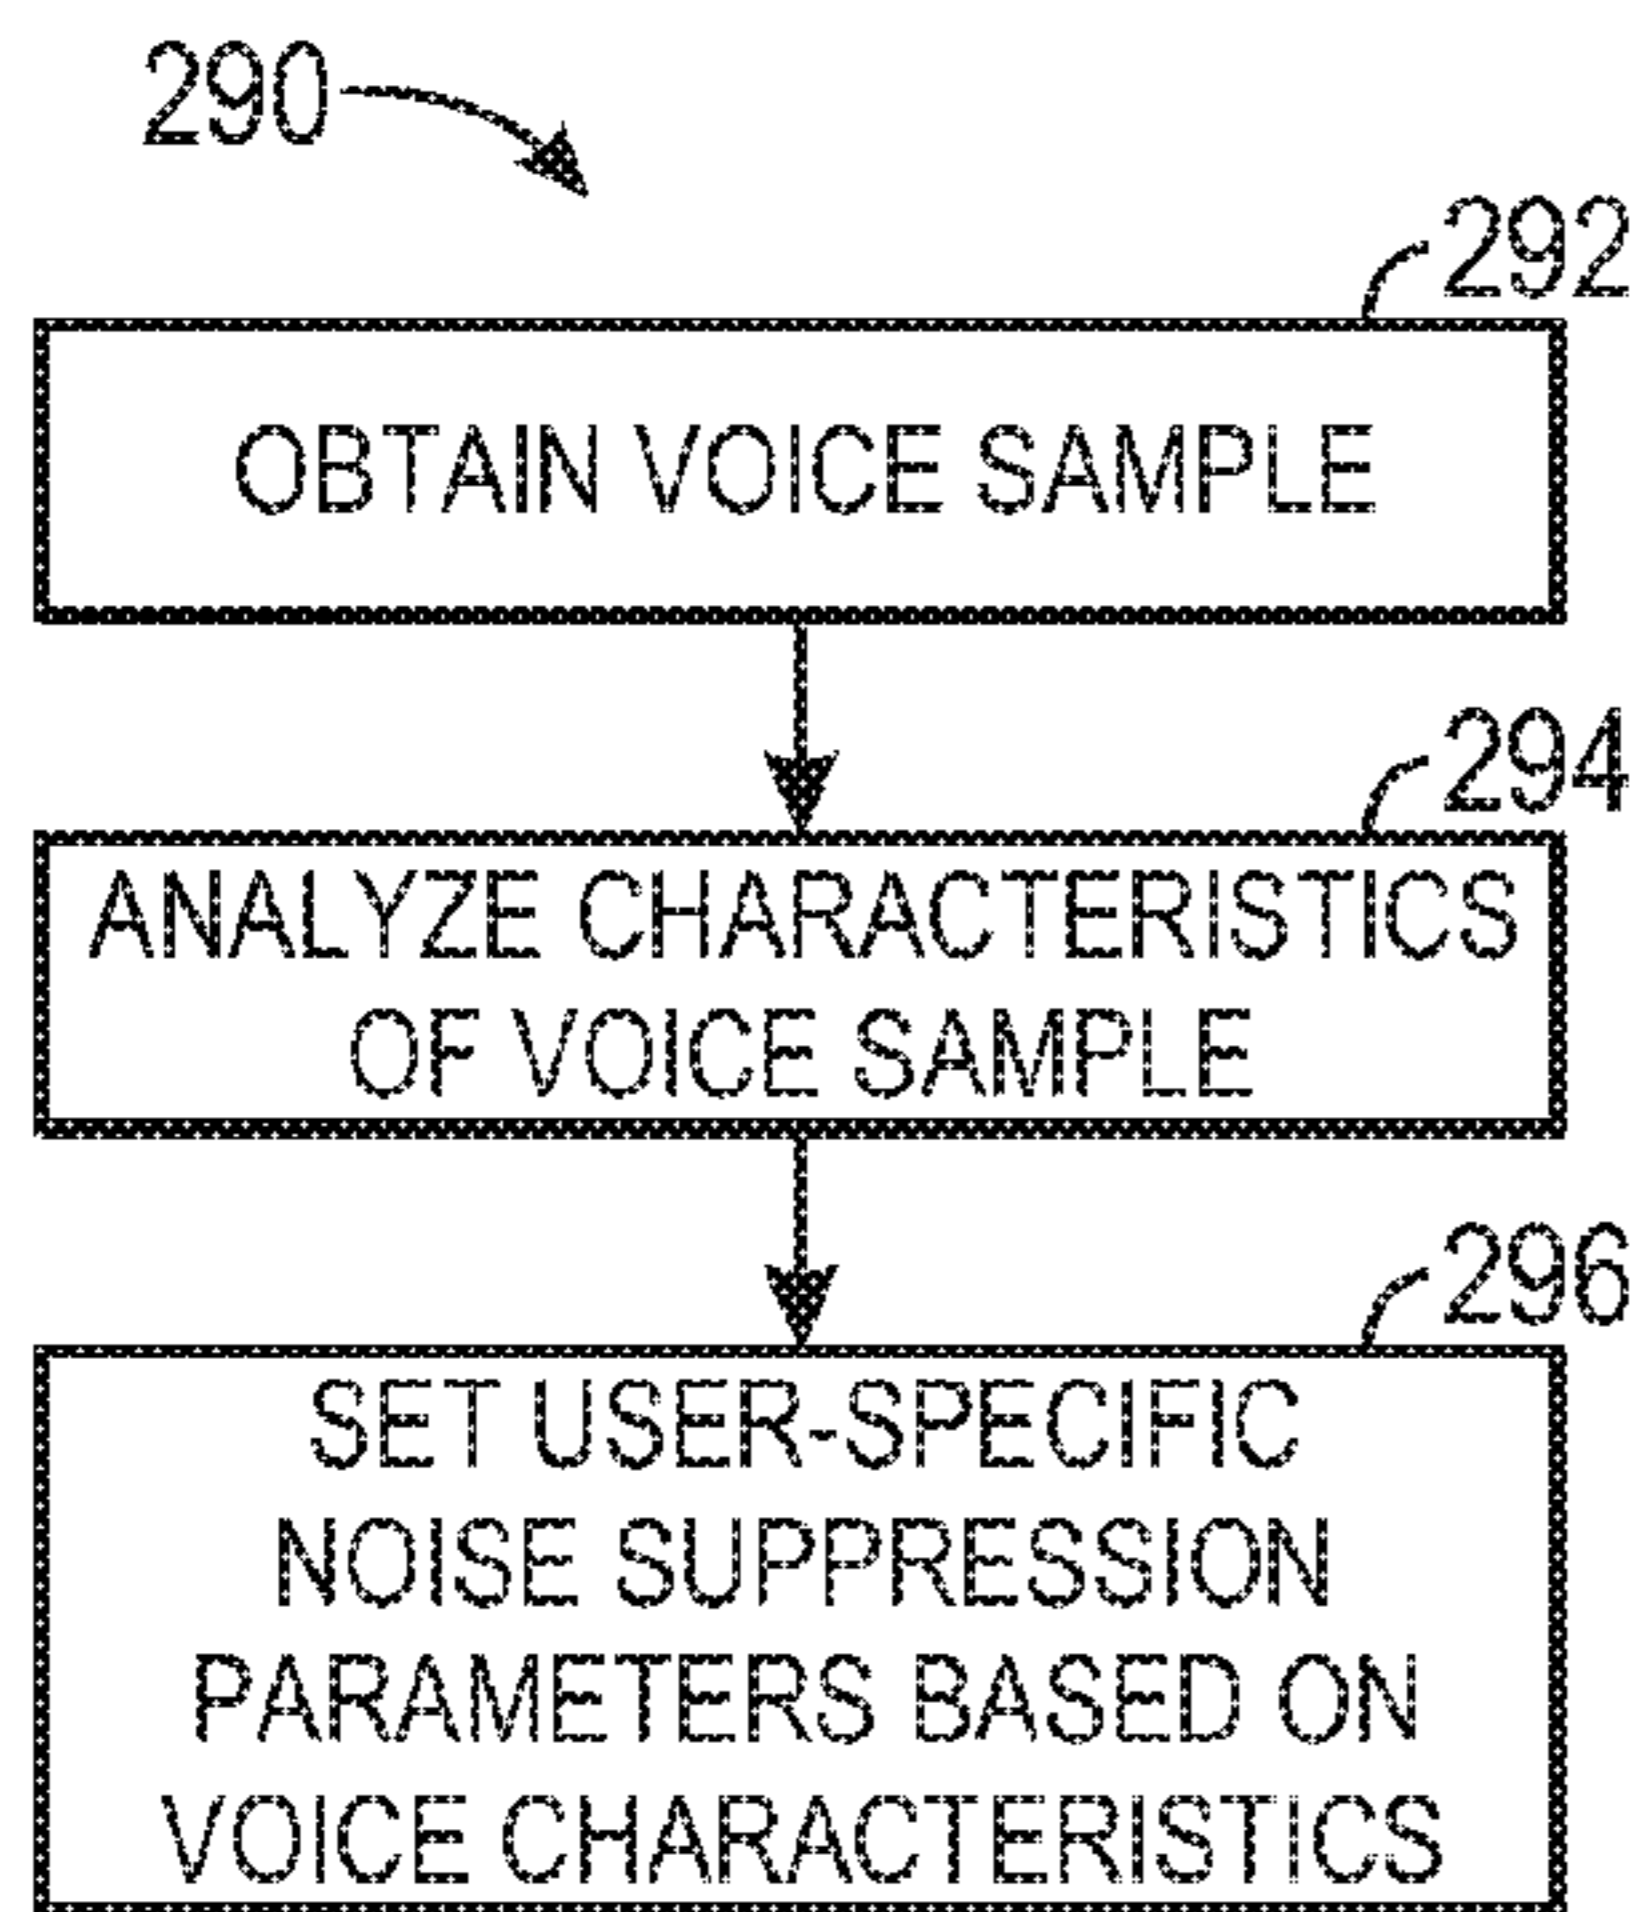 290
292
OBTAIN VOICE SAMPLE
294
ANALYZE CHARACTERISTICS
OF VOICE SAMPLE
296
SET USER-SPECIFIC
NOISE SUPPRESSION
PARAMETERS BASED ON
VOICE CHARACTERISTICS